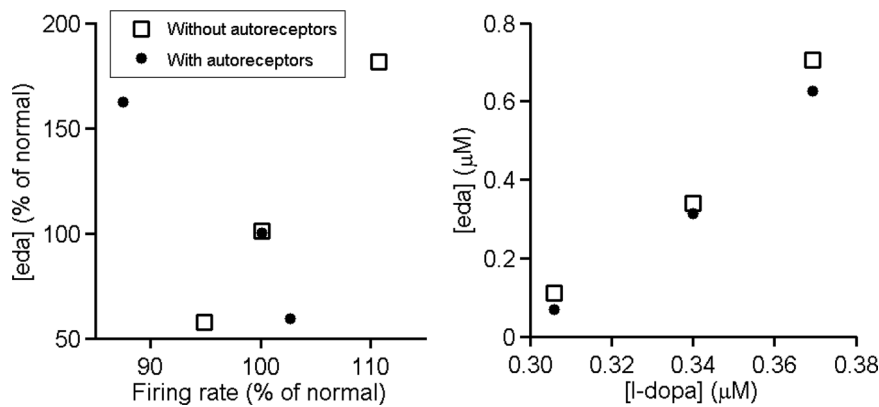 200
150
100
50
[eda] (% of normal)
90
100
110
Firing rate (% of normal)
Without autoreceptors
With autoreceptors
0.8
0.6
0.4
0.2
0
[eda] (μM)
0.30
0.32
0.34
0.36
0.38
[l-dopa] (μM)